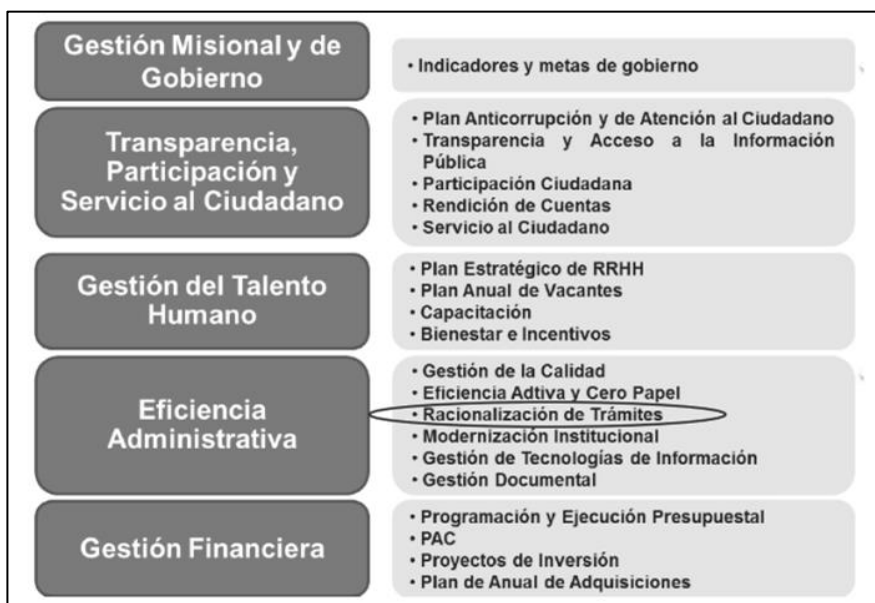 Gestión Misional y de
Gobierno
• Indicadores y metas de gobierno
Transparencia,
Participación y
Servicio al Ciudadano
• Plan Anticorrupción y de Atención al Ciudadano
• Transparencia y Acceso a la Información
Pública
• Participación Ciudadana
• Rendición de Cuentas
• Servicio al Ciudadano
Gestión del Talento
Humano
• Plan Estratégico de RRHH
• Plan Anual de Vacantes
• Capacitación
• Bienestar e Incentivos
Eficiencia
Administrativa
• Gestión de la Calidad
• Eficiencia Adtiva y Cero Papel
• Racionalización de Trámites
• Modernización Institucional
• Gestión de Tecnologías de Información
• Gestión Documental
Gestión Financiera
• Programación y Ejecución Presupuestal
• PAC
• Proyectos de Inversión
• Plan de Anual de Adquisiciones